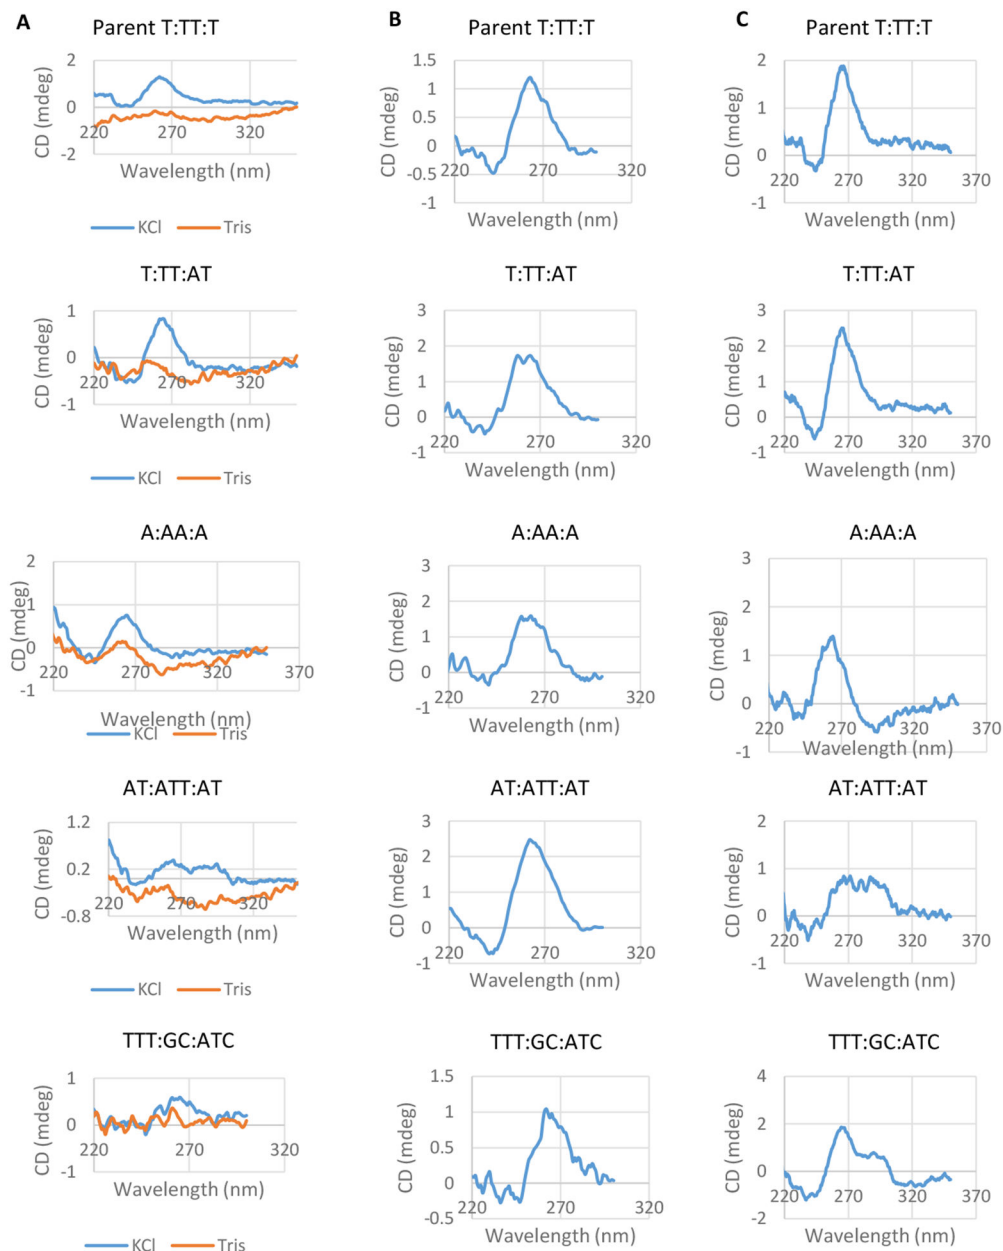 A
Parent T:TT:T
CD (mdeg)
2
0
-2
220
270
320
Wavelength (nm)
KCl
Tris
B
Parent T:TT:T
CD (mdeg)
1.5
1
0.5
0
-0.5
-1
220
270
320
Wavelength (nm)
C
Parent T:TT:T
CD (mdeg)
2
1
0
-1
220
270
320
370
Wavelength (nm)
T:TT:AT
CD (mdeg)
1
0
-1
220
270
320
Wavelength (nm)
KCl
Tris
T:TT:AT
CD (mdeg)
3
2
1
0
-1
220
270
320
Wavelength (nm)
T:TT:AT
CD (mdeg)
3
2
1
0
-1
220
270
320
370
Wavelength (nm)
A:AA:A
CD (mdeg)
2
1
0
-1
220
270
320
370
Wavelength (nm)
KCl
Tris
A:AA:A
CD (mdeg)
3
2
1
0
-1
220
270
320
Wavelength (nm)
A:AA:A
CD (mdeg)
3
2
1
0
-1
220
270
320
370
Wavelength (nm)
AT:ATT:AT
CD (mdeg)
1.2
0.2
-0.8
220
270
320
Wavelength (nm)
KCl
Tris
AT:ATT:AT
CD (mdeg)
3
2
1
0
-1
220
270
320
Wavelength (nm)
AT:ATT:AT
CD (mdeg)
2
1
0
-1
220
270
320
370
Wavelength (nm)
TTT:GC:ATC
CD (mdeg)
1
0
-1
220
270
320
Wavelength (nm)
KCl
Tris
TTT:GC:ATC
CD (mdeg)
1.5
1
0.5
0
-0.5
220
270
320
Wavelength (nm)
TTT:GC:ATC
CD (mdeg)
4
2
0
-2
220
270
320
370
Wavelength (nm)